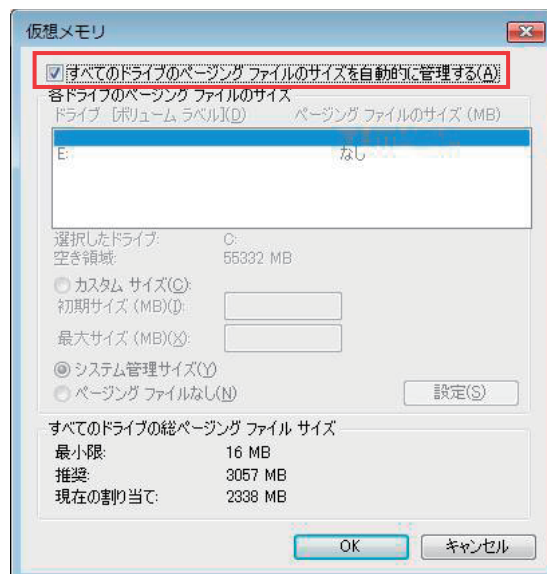 仮想メモリ
すべてのドライブのページング ファイルのサイズを自動的に管理する(A)
各ドライブのページング ファイルのサイズ
ドライブ [ボリューム ラベル](D) ページング ファイルのサイズ (MB)
E: なし
選択したドライブ: C:
空き領域: 55332 MB
カスタム サイズ(C):
初期サイズ (MB)(I):
最大サイズ (MB)(X):
システム管理サイズ(Y)
ページング ファイルなし(N) 設定(S)
すべてのドライブの総ページング ファイル サイズ
最小限: 16 MB
推奨: 3057 MB
現在の割り当て: 2338 MB
OK キャンセル